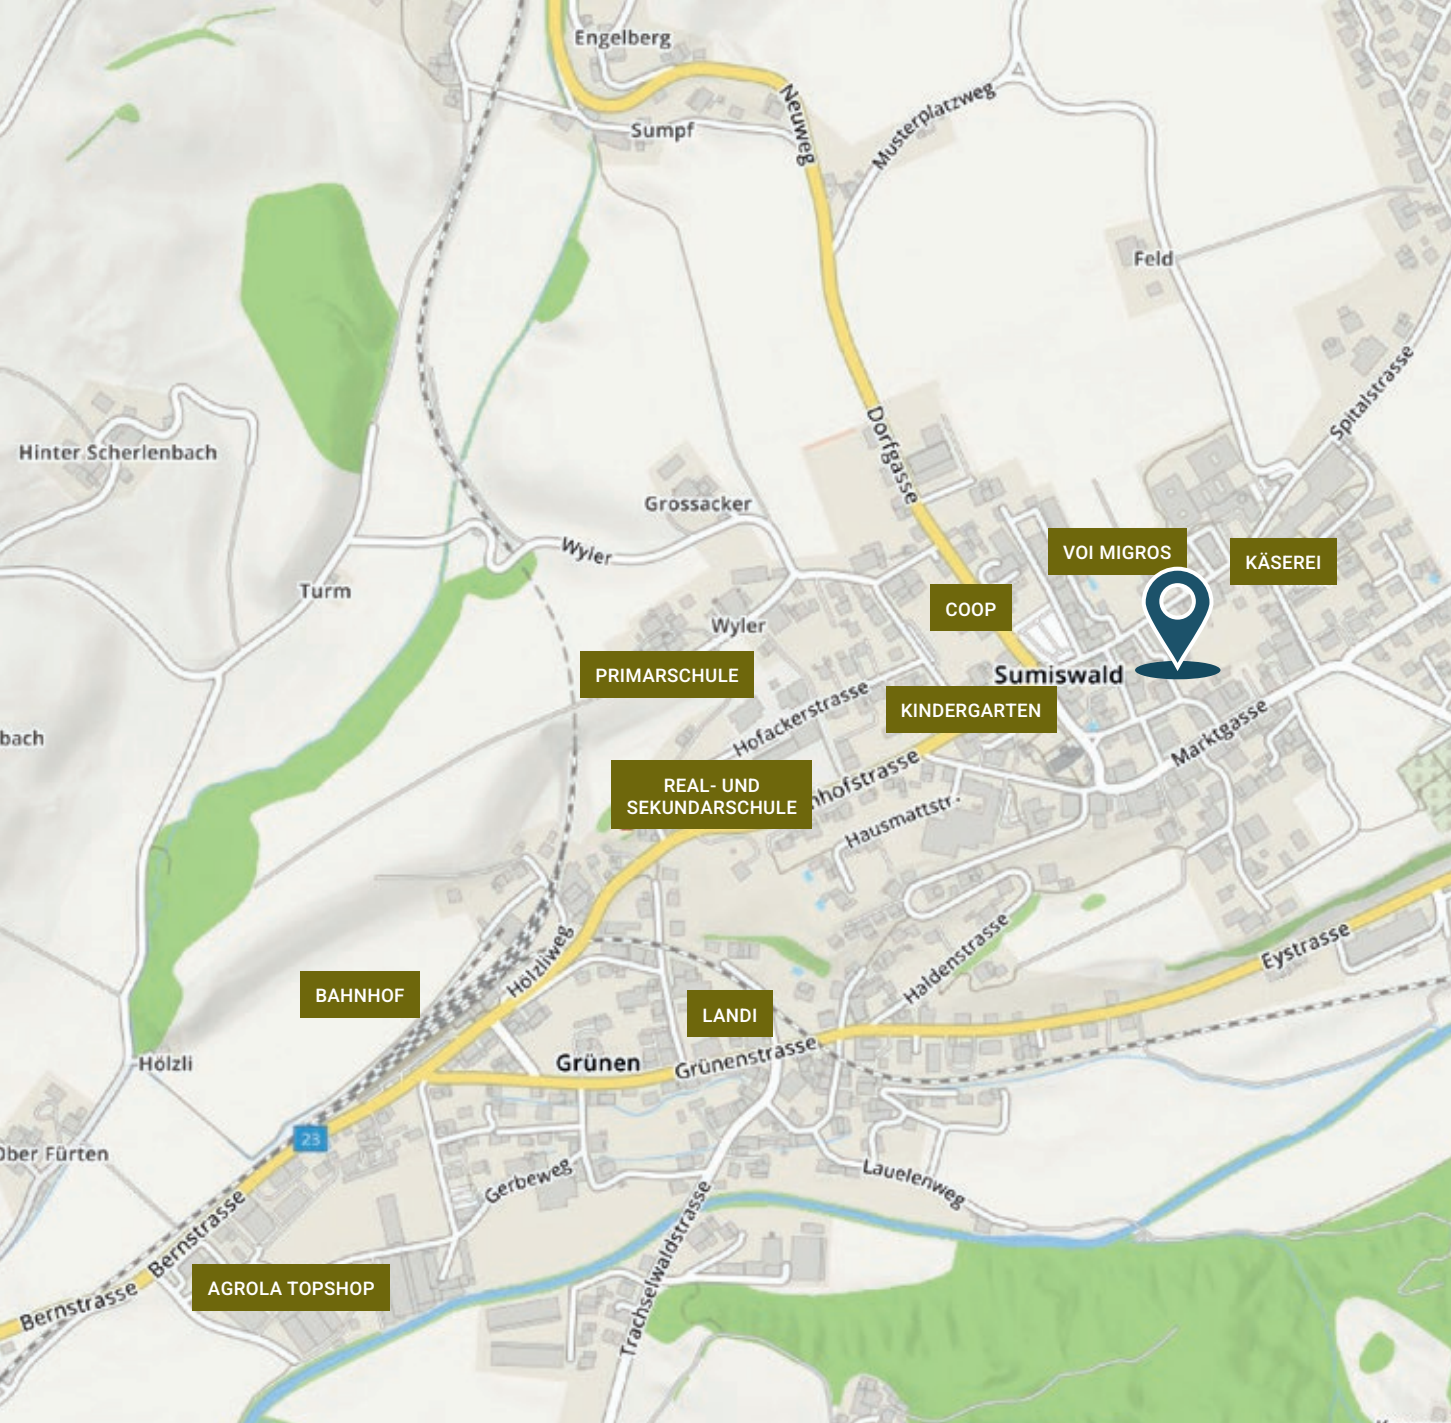 Engelberg
Neuweg
Musterplatzweg
Sumpf
Feld
Spitalstrasse
Dorfgasse
Hinter Scherlenbach
Grossacker
Wyler
VOI MIGROS
KÄSEREI
Turm
COOP
Wyler
PRIMARSCHULE
Sumiswald
Hofackerstrasse
KINDERGARTEN
Marktgasse
bach
REAL- UND
SEKUNDARSCHULE
nhofstrasse
Hausmattstr.
Hölzliweg
Haldenstrasse
Eystrasse
BAHNHOF
LANDI
Grünen
Grünenstrasse
Hölzli
23
Ober Fürten
Gerbeweg
Lauelenweg
Bernstrasse
Trachselwaldstrasse
AGROLA TOPSHOP
Bernstrasse